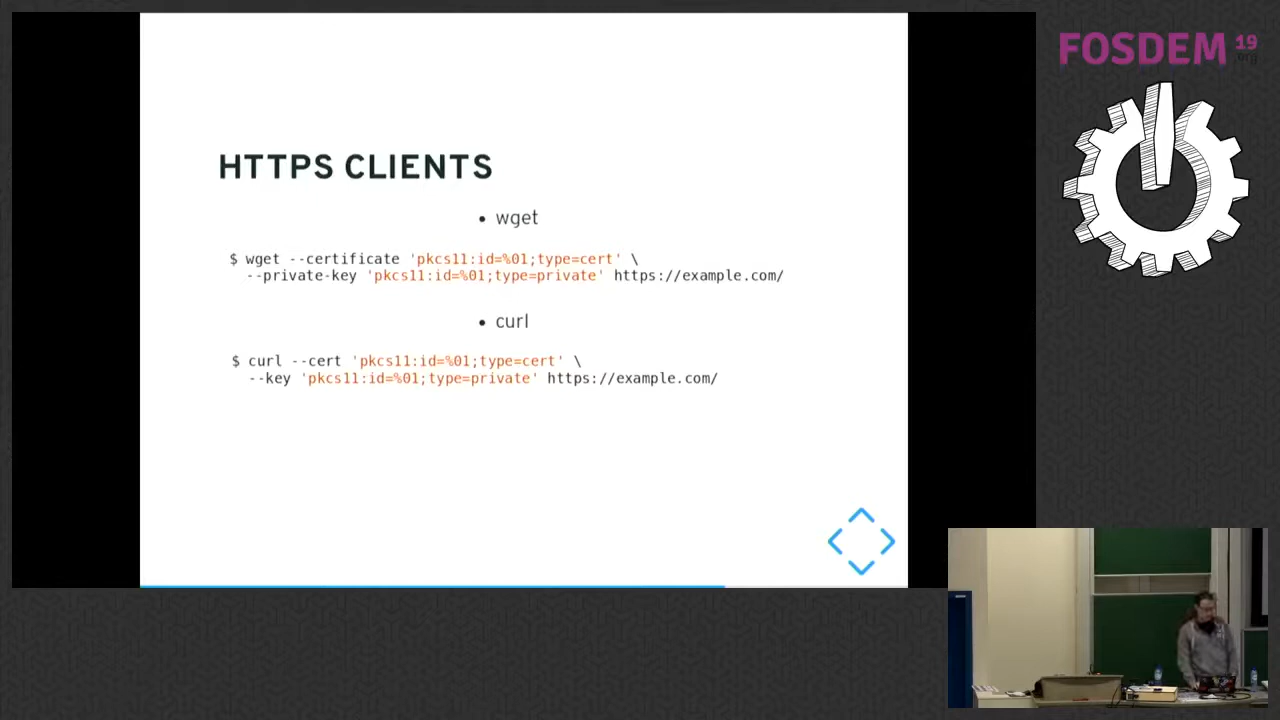 FOSDEM 19
.org
HTTPS CLIENTS
• wget
$ wget --certificate 'pkcs11:id=%01;type=cert' \
--private-key 'pkcs11:id=%01;type=private' https://example.com/
• curl
$ curl --cert 'pkcs11:id=%01;type=cert' \
--key 'pkcs11:id=%01;type=private' https://example.com/